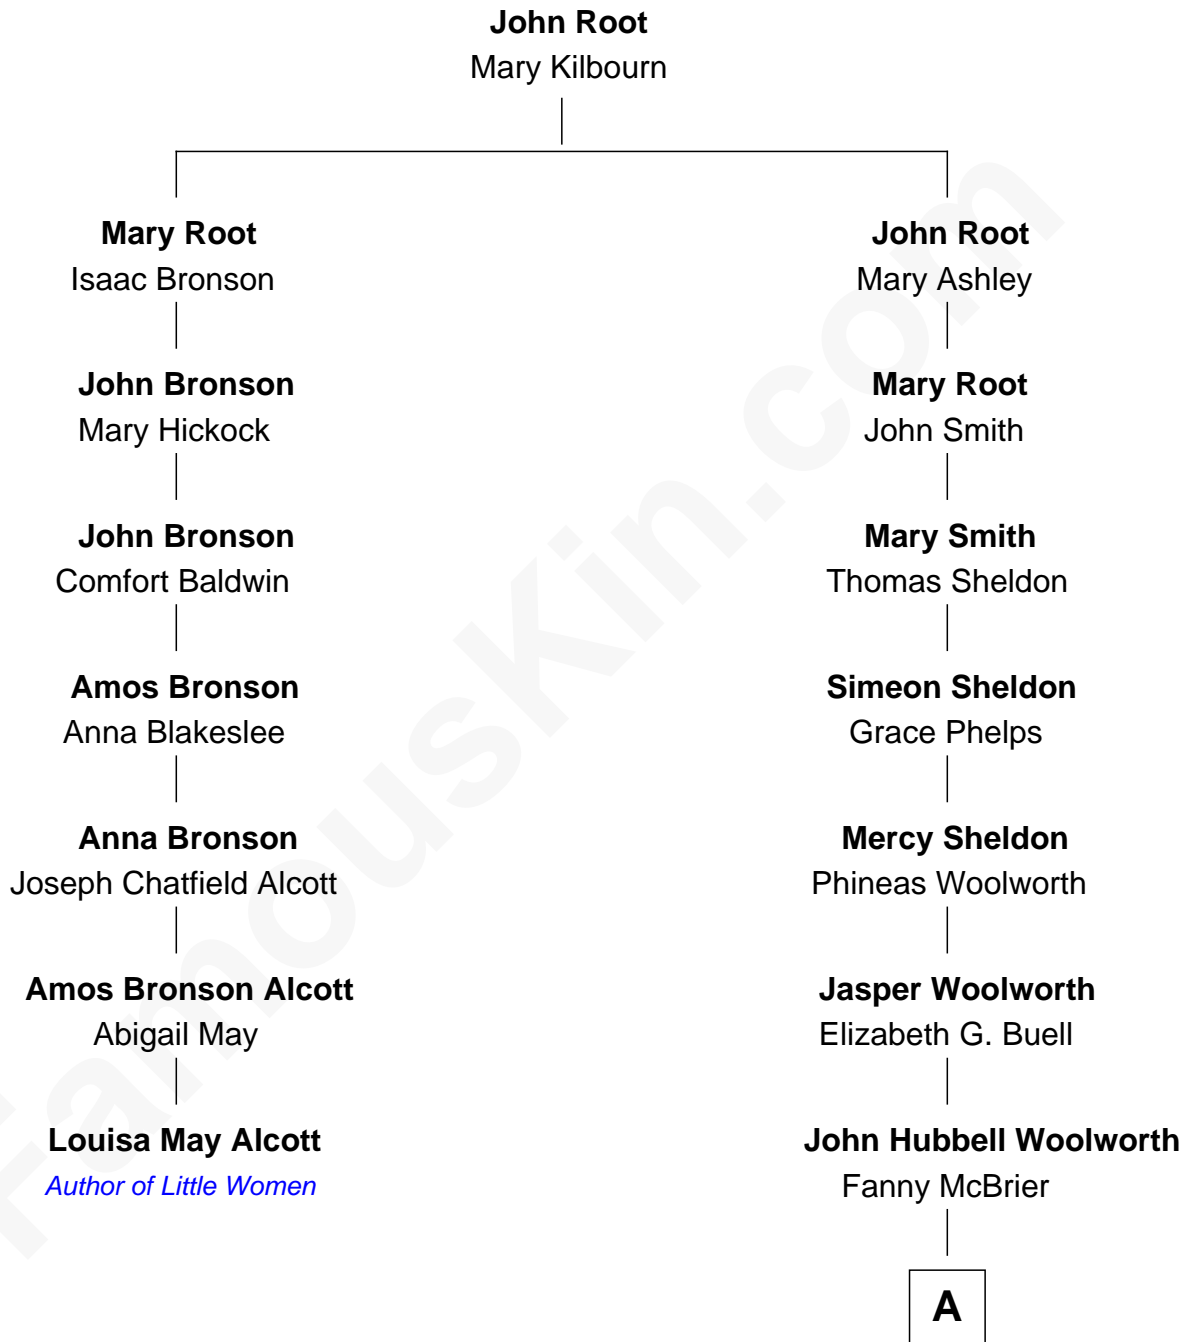 John Root
Mary Kilbourn
Mary Root
Isaac Bronson
John Bronson
Mary Hickock
John Bronson
Comfort Baldwin
Amos Bronson
Anna Blakeslee
Anna Bronson
Joseph Chatfield Alcott
Amos Bronson Alcott
Abigail May
Louisa May Alcott
Author of Little Women
John Root
Mary Ashley
Mary Root
John Smith
Mary Smith
Thomas Sheldon
Simeon Sheldon
Grace Phelps
Mercy Sheldon
Phineas Woolworth
Jasper Woolworth
Elizabeth G. Buell
John Hubbell Woolworth
Fanny McBrier
A
FamousKin.com